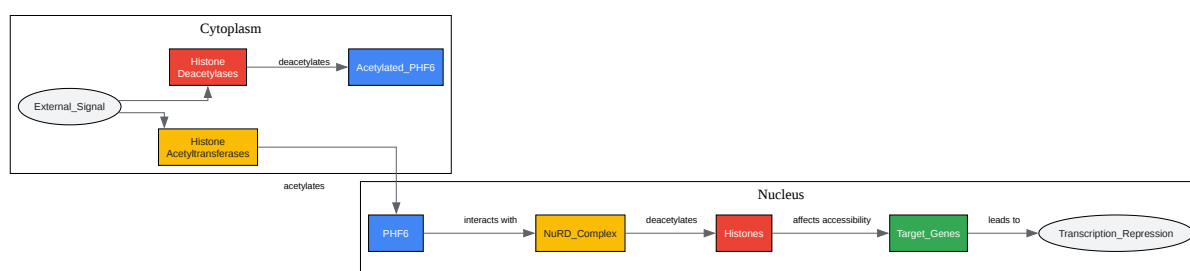 Cytoplasm
Histone
Deacetylases
deacetylates
Acetylated_PHF6
External_Signal
Histone
Acetyltransferases
acetylates
Nucleus
PHF6
interacts with
NuRD_Complex
deacetylates
Histones
affects accessibility
Target_Genes
leads to
Transcription_Repression